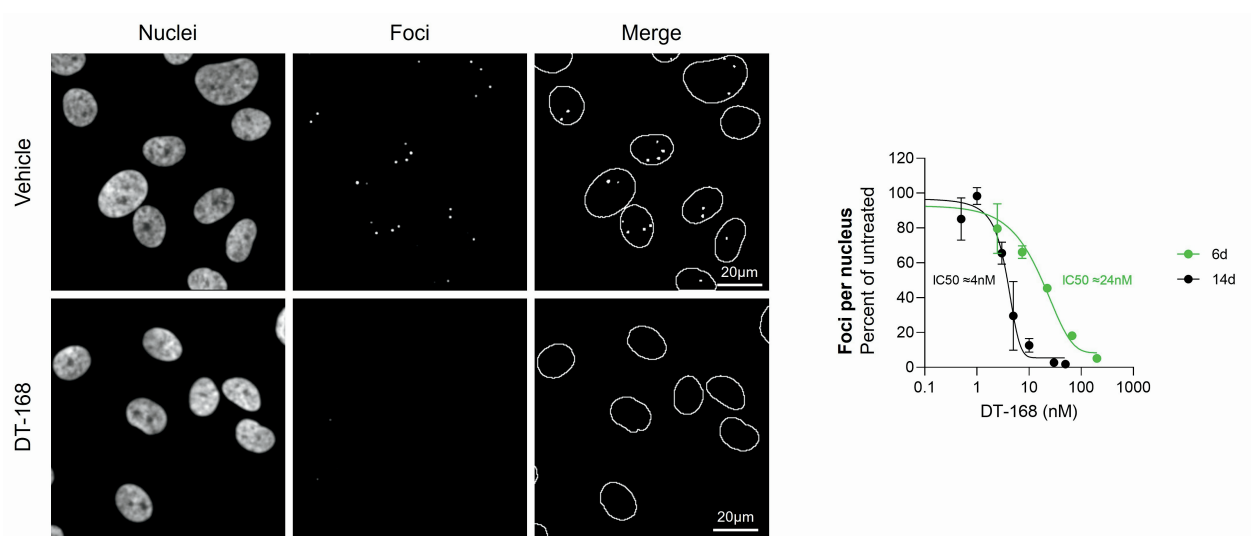 Nuclei
Foci
Merge
Vehicle
20µm
DT-168
20µm
Foci per nucleus
Percent of untreated
120
100
80
60
40
20
0
0.1
1
10
100
1000
DT-168 (nM)
IC50 ≈4nM
IC50 ≈24nM
6d
14d